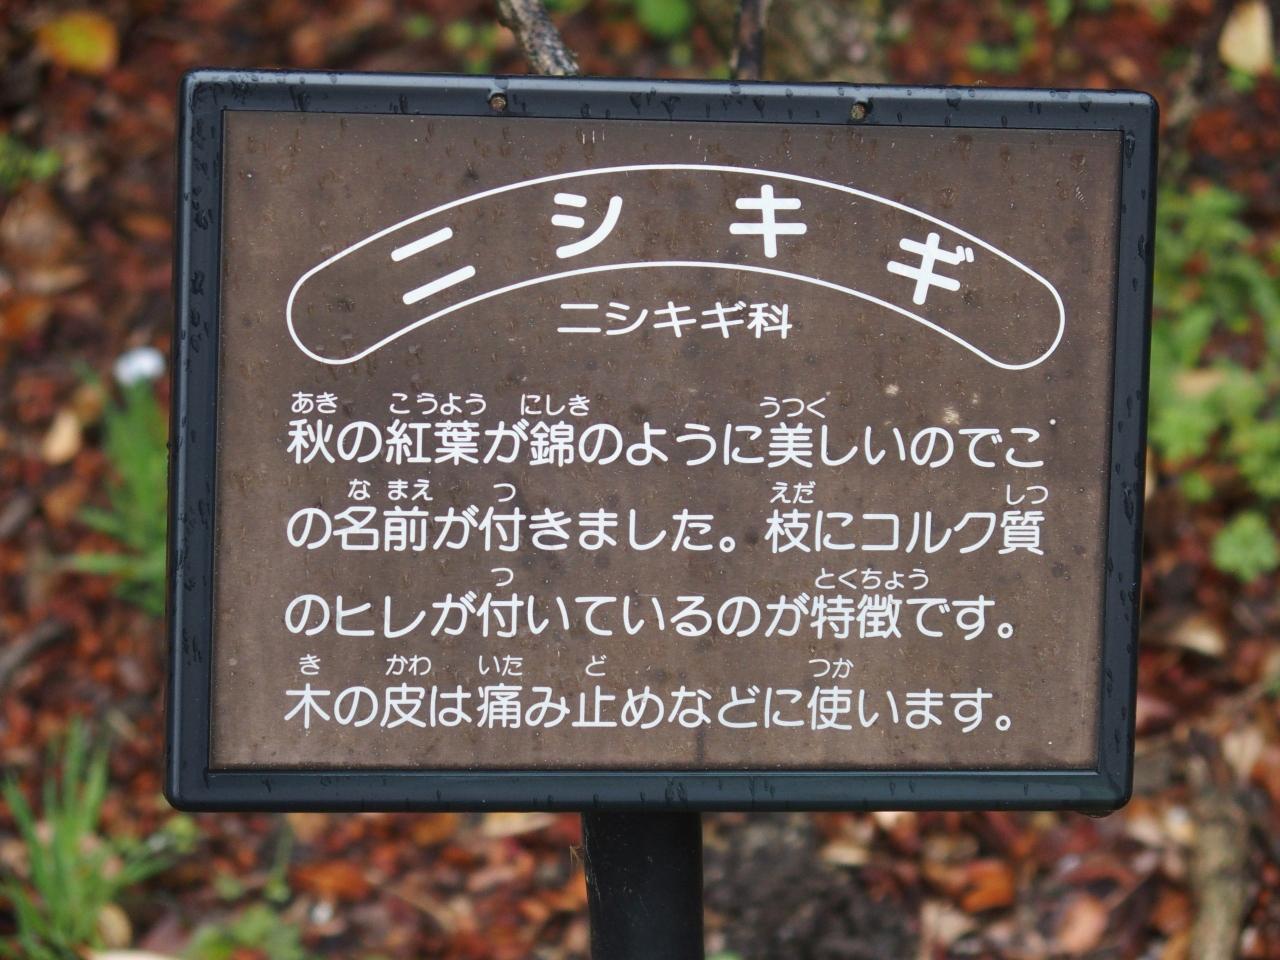 ニシキギ
ニシキギ科
あき こうよう にしき うつく
秋の紅葉が錦のように美しいのでこ
な まえ つ えだ しつ
の名前が付きました。枝にコルク質
つ とくちょう
のヒレが付いているのが特徴です。
き かわ いた ど つか
木の皮は痛み止めなどに使います。